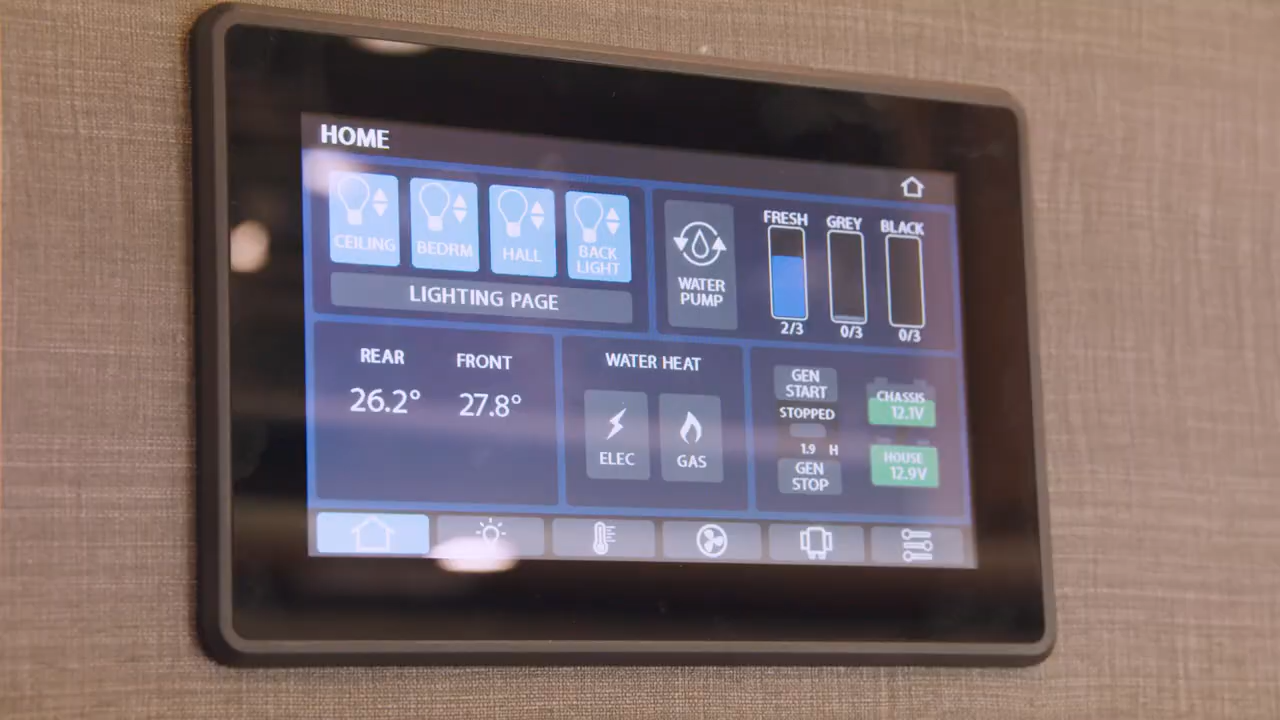 HOME
CEILING
BEDRM
HALL
BACK
LIGHT
LIGHTING PAGE
WATER
PUMP
FRESH
GREY
BLACK
2/3
0/3
0/3
REAR
FRONT
26.2°
27.8°
WATER HEAT
ELEC
GAS
GEN
START
STOPPED
1.9 H
GEN
STOP
CHASSIS
12.1V
HOUSE
12.9V